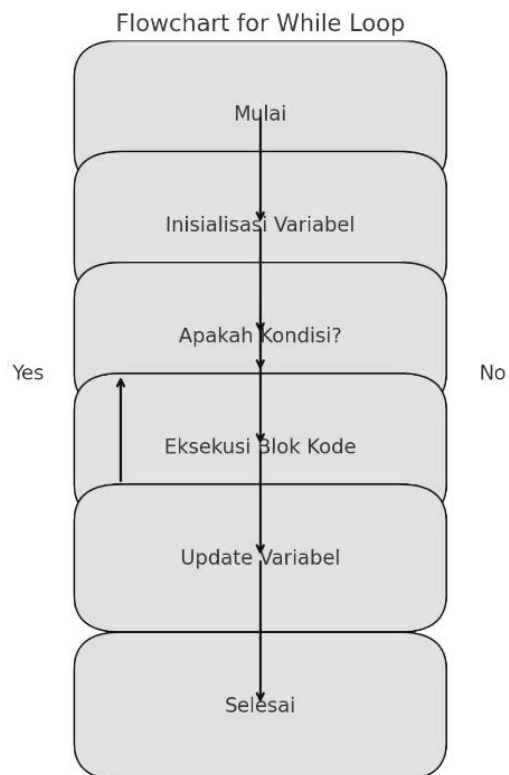 Flowchart for While Loop
Mulai
Inisialisasi Variabel
Apakah Kondisi?
Yes
No
Eksekusi Blok Kode
Update Variabel
Selesai